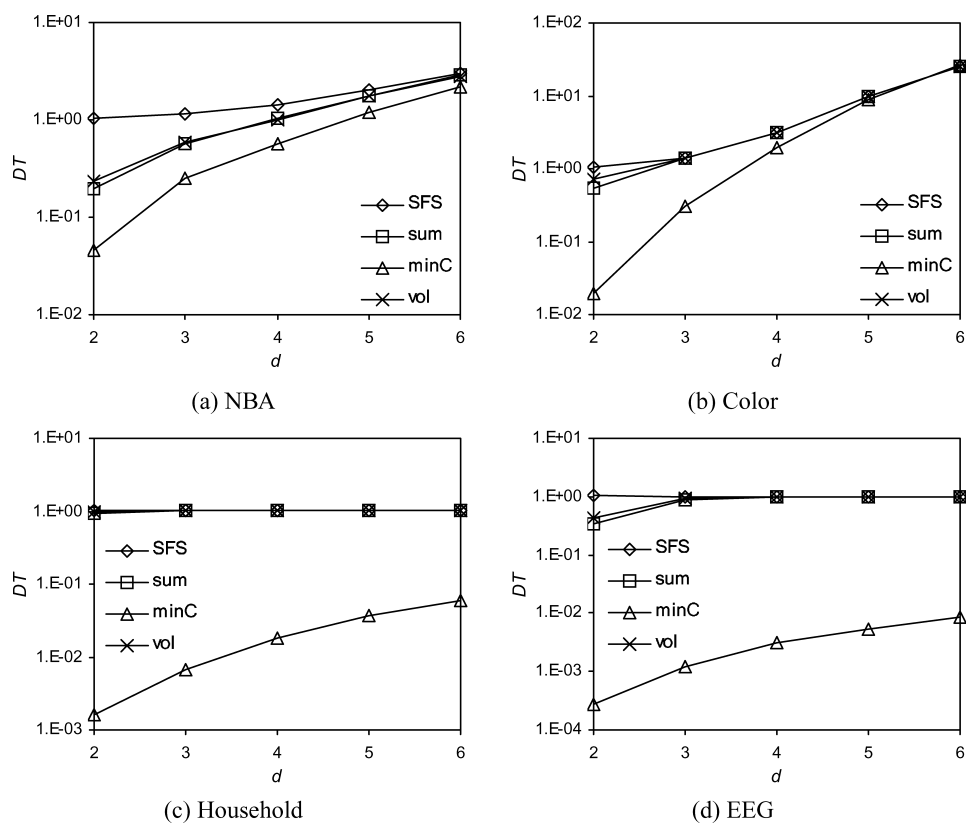 1.E+01
1.E+00
1.E-01
1.E-02
DT
2 3 4 5 6
d
SFS
sum
minC
vol
(a) NBA
1.E+02
1.E+01
1.E+00
1.E-01
1.E-02
DT
2 3 4 5 6
d
SFS
sum
minC
vol
(b) Color
1.E+01
1.E+00
1.E-01
1.E-02
1.E-03
DT
2 3 4 5 6
d
SFS
sum
minC
vol
(c) Household
1.E+01
1.E+00
1.E-01
1.E-02
1.E-03
1.E-04
DT
2 3 4 5 6
d
SFS
sum
minC
vol
(d) EEG